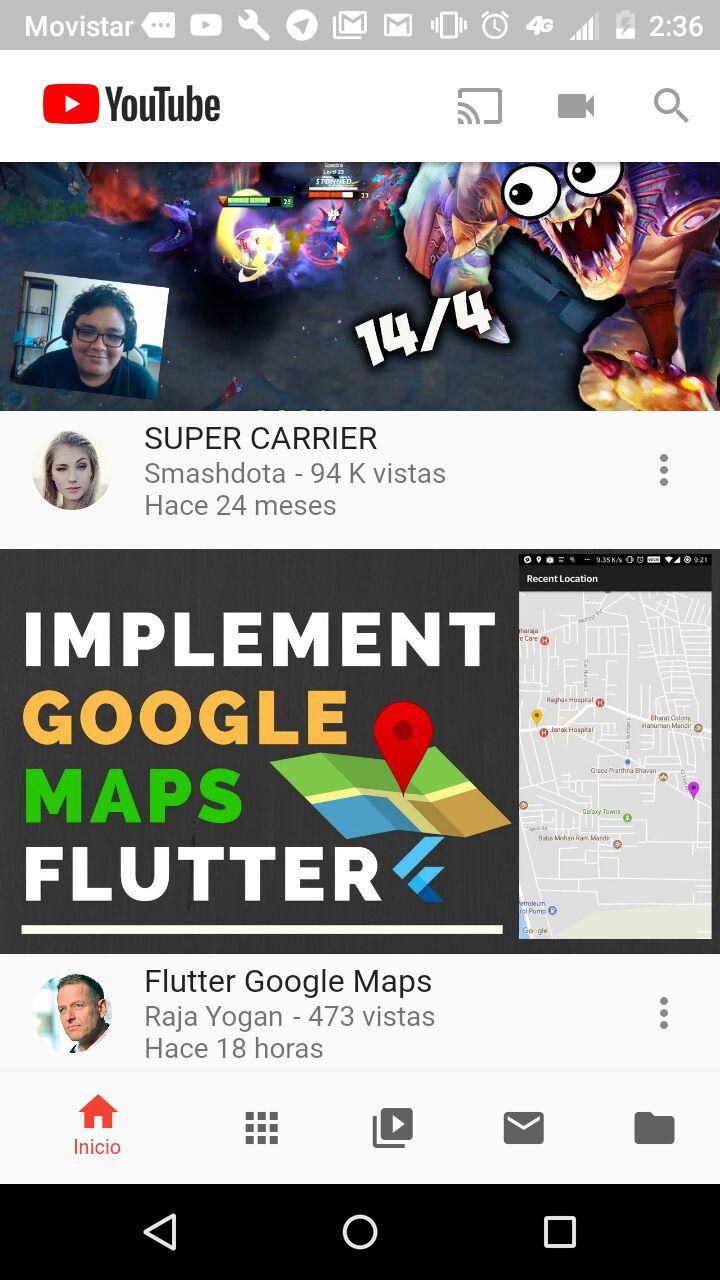 Movistar 4G 2:36
YouTube
Level 23
STUNNED
25
23
14/4
SUPER CARRIER
Smashdota - 94 K vistas
Hace 24 meses
9.35 K/s 9:21
Recent Location
IMPLEMENT
GOOGLE
MAPS
FLUTTER
Raghav Hospital
Bharat Colony
Hanuman Mandir
Janak Hospital
Grace Prarthna Bhavan
Galaxy Towns
Baba Mohan Ram Mandir
Google
Flutter Google Maps
Raja Yogan - 473 vistas
Hace 18 horas
Inicio